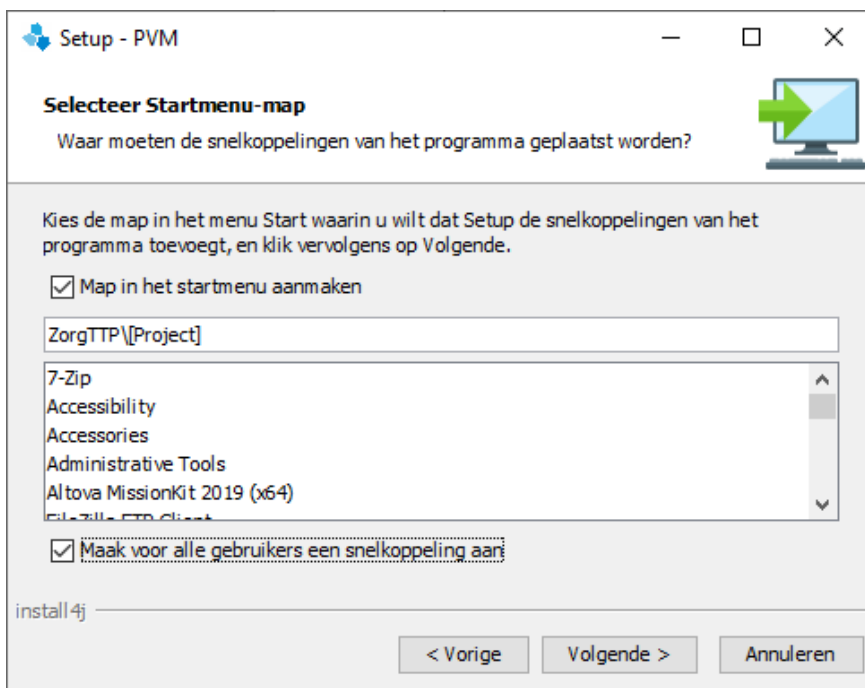 Setup - PVM
Selecteer Startmenu-map
Waar moeten de snelkoppelingen van het programma geplaatst worden?
Kies de map in het menu Start waarin u wilt dat Setup de snelkoppelingen van het
programma toevoegt, en klik vervolgens op Volgende.
Map in het startmenu aanmaken
ZorgTTP\[Project]
7-Zip
Accessibility
Accessories
Administrative Tools
Altova MissionKit 2019 (x64)
FileZilla FTP Client
Maak voor alle gebruikers een snelkoppeling aan
install4j
< Vorige
Volgende >
Annuleren